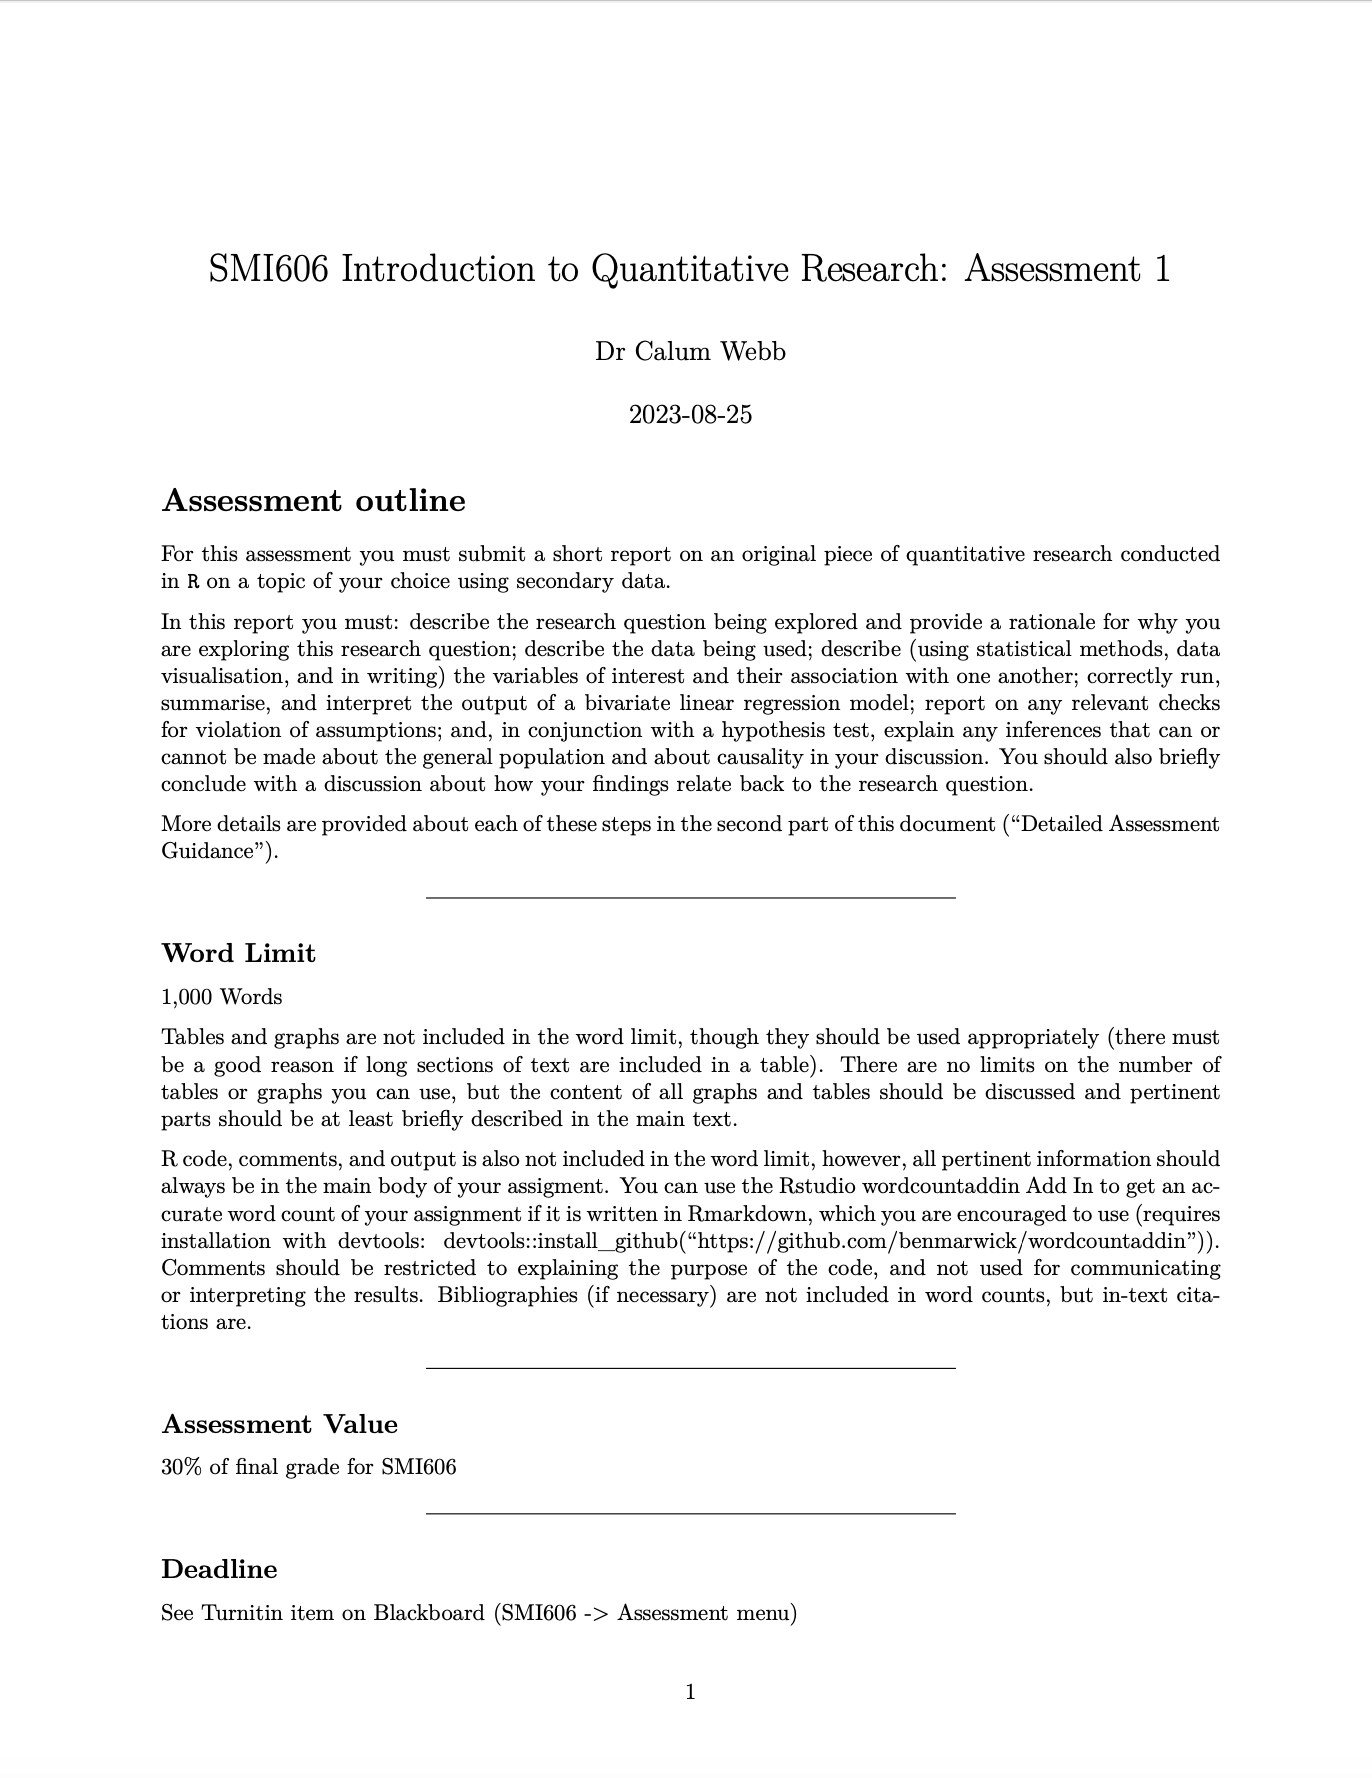 SMI606 Introduction to Quantitative Research: Assessment 1
Dr Calum Webb
2023-08-25
Assessment outline
For this assessment you must submit a short report on an original piece of quantitative research conducted
in R on a topic of your choice using secondary data.
In this report you must: describe the research question being explored and provide a rationale for why you
are exploring this research question; describe the data being used; describe (using statistical methods, data
visualisation, and in writing) the variables of interest and their association with one another; correctly run,
summarise, and interpret the output of a bivariate linear regression model; report on any relevant checks
for violation of assumptions; and, in conjunction with a hypothesis test, explain any inferences that can or
cannot be made about the general population and about causality in your discussion. You should also briefly
conclude with a discussion about how your findings relate back to the research question.
More details are provided about each of these steps in the second part of this document (“Detailed Assessment
Guidance”).
Word Limit
1,000 Words
Tables and graphs are not included in the word limit, though they should be used appropriately (there must
be a good reason if long sections of text are included in a table). There are no limits on the number of
tables or graphs you can use, but the content of all graphs and tables should be discussed and pertinent
parts should be at least briefly described in the main text.
R code, comments, and output is also not included in the word limit, however, all pertinent information should
always be in the main body of your assigment. You can use the Rstudio wordcountaddin Add In to get an ac-
curate word count of your assignment if it is written in Rmarkdown, which you are encouraged to use (requires
installation with devtools: devtools::install_github(“https://github.com/benmarwick/wordcountaddin”)).
Comments should be restricted to explaining the purpose of the code, and not used for communicating
or interpreting the results. Bibliographies (if necessary) are not included in word counts, but in-text cita-
tions are.
Assessment Value
30% of final grade for SMI606
Deadline
See Turnitin item on Blackboard (SMI606 -> Assessment menu)
1